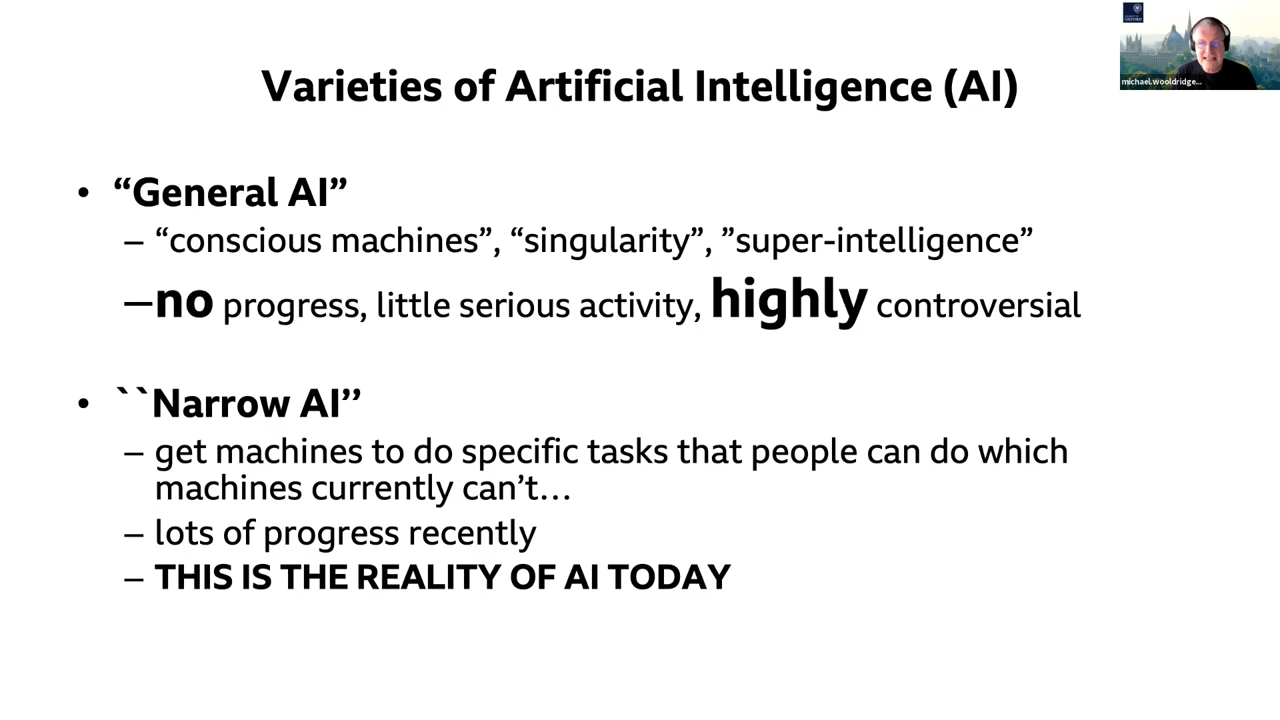 Varieties of Artificial Intelligence (AI)
• “General AI”
– “conscious machines”, “singularity”, ”super-intelligence”
–no progress, little serious activity, highly controversial
• ``Narrow AI’’
– get machines to do specific tasks that people can do which
machines currently can’t…
– lots of progress recently
– THIS IS THE REALITY OF AI TODAY
OXFORD
michael.wooldridge...